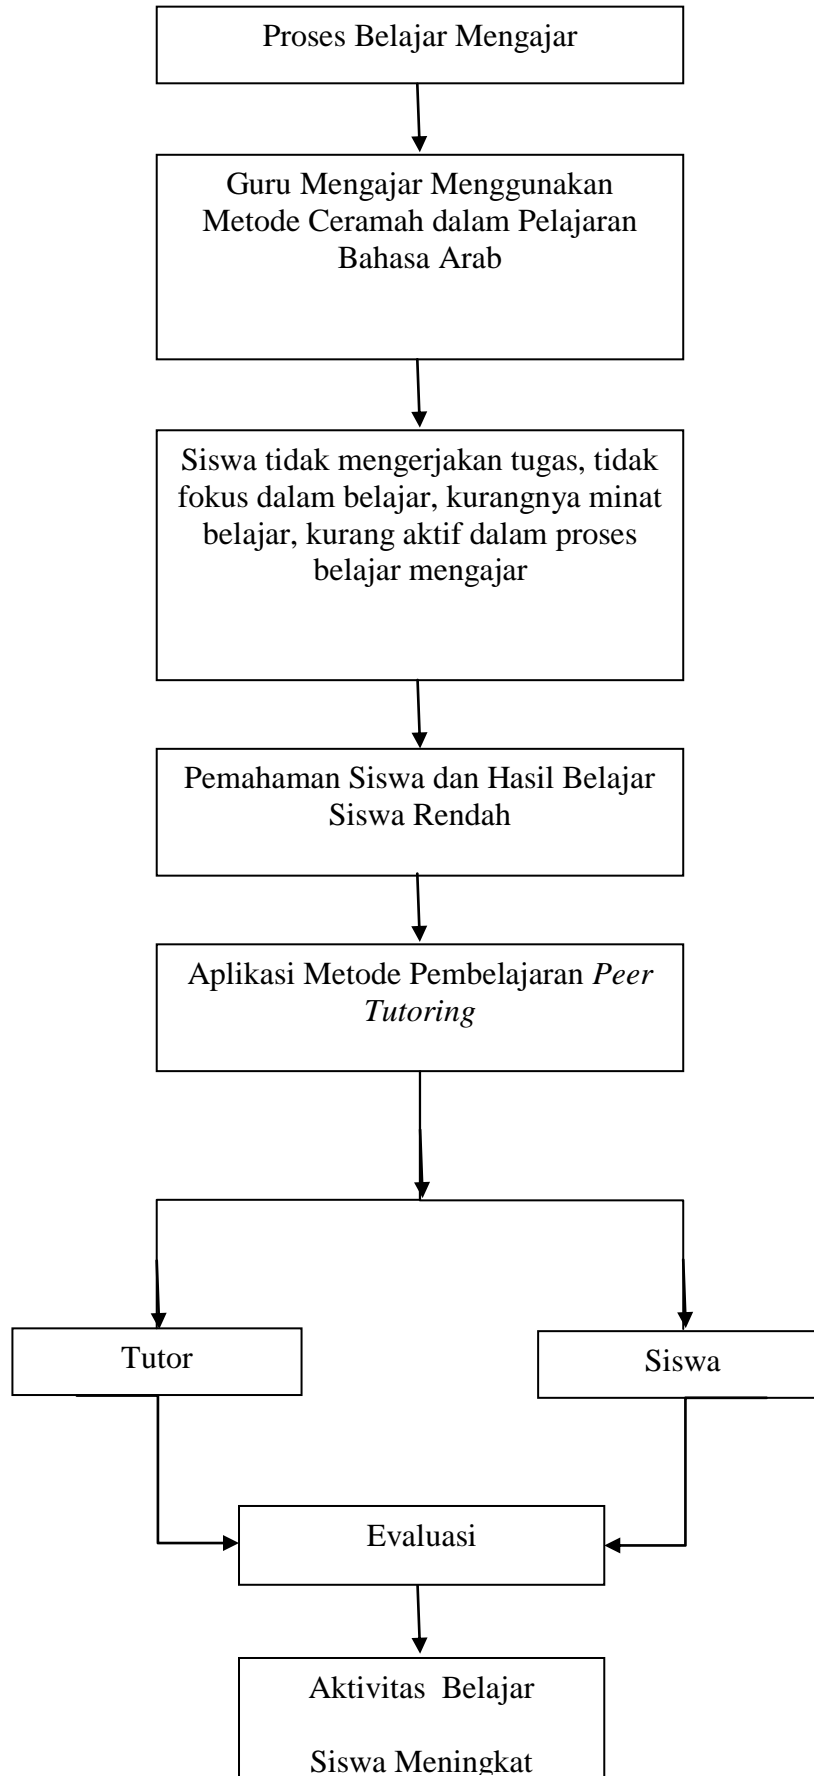 Proses Belajar Mengajar
Guru Mengajar Menggunakan
Metode Ceramah dalam Pelajaran
Bahasa Arab
Siswa tidak mengerjakan tugas, tidak
fokus dalam belajar, kurangnya minat
belajar, kurang aktif dalam proses
belajar mengajar
Pemahaman Siswa dan Hasil Belajar
Siswa Rendah
Aplikasi Metode Pembelajaran Peer
Tutoring
Tutor
Siswa
Evaluasi
Aktivitas Belajar
Siswa Meningkat